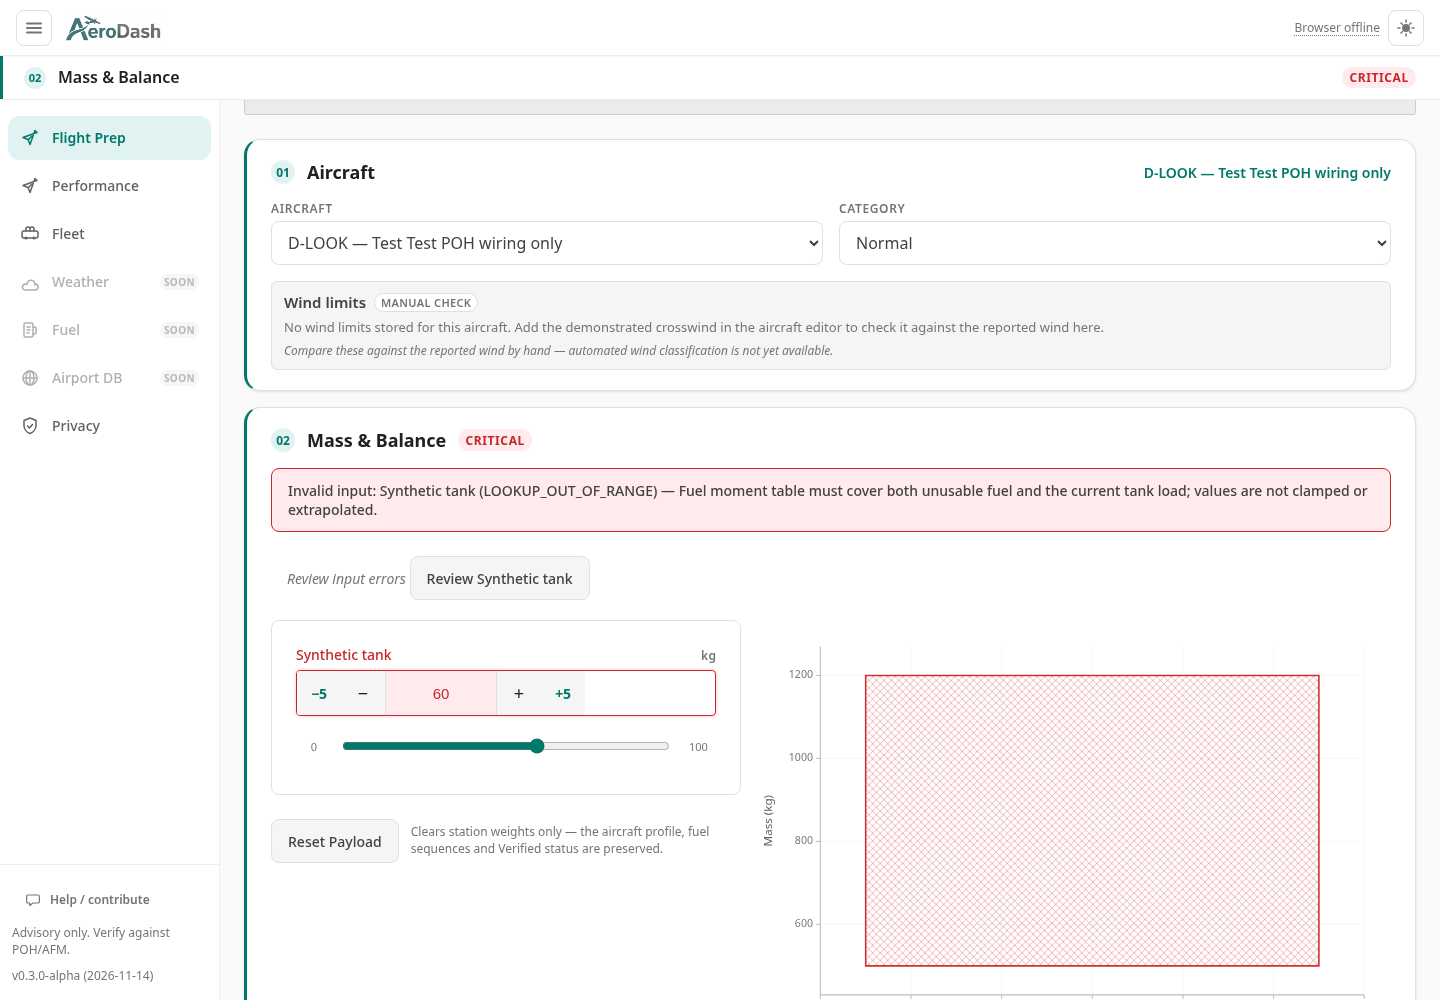 AeroDash
Browser offline
02 Mass & Balance CRITICAL
Flight Prep
Performance
Fleet
Weather SOON
Fuel SOON
Airport DB SOON
Privacy
Help / contribute
Advisory only. Verify against
POH/AFM.
v0.3.0-alpha (2026-11-14)
01 Aircraft D-LOOK — Test Test POH wiring only
AIRCRAFT CATEGORY
D-LOOK — Test Test POH wiring only Normal
Wind limits MANUAL CHECK
No wind limits stored for this aircraft. Add the demonstrated crosswind in the aircraft editor to check it against the reported wind here.
Compare these against the reported wind by hand — automated wind classification is not yet available.
02 Mass & Balance CRITICAL
Invalid input: Synthetic tank (LOOKUP_OUT_OF_RANGE) — Fuel moment table must cover both unusable fuel and the current tank load; values are not clamped or
extrapolated.
Review input errors Review Synthetic tank
Synthetic tank kg
−5 − 60 + +5
0 100
Reset Payload
Clears station weights only — the aircraft profile, fuel
sequences and Verified status are preserved.
Mass (kg)
1200
1000
800
600